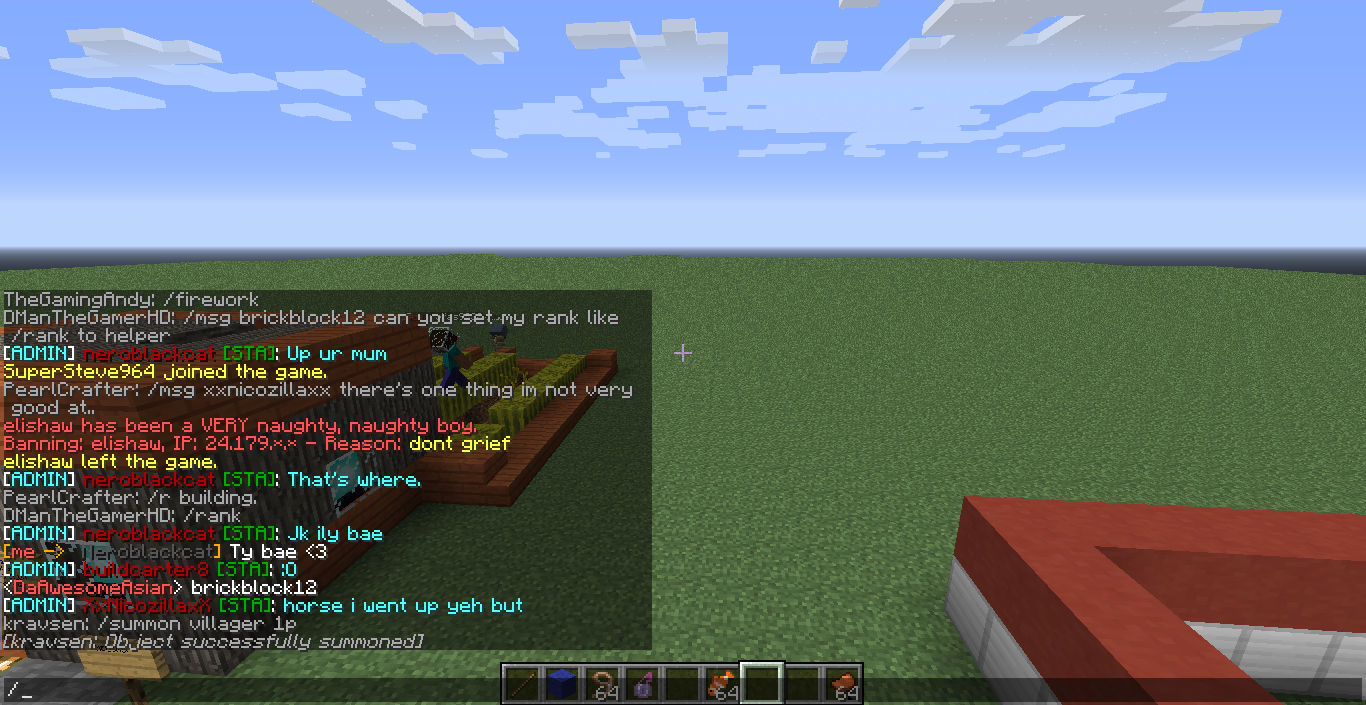 TheGamingAndy: /firework
DManTheGamerHD: /msg brickblock12 can you set my rank like
/rank to helper
[ADMIN] neroblackcat [STA]: Up ur mum
SuperSteve964 joined the game.
PearlCrafter: /msg xxnicozillaxx there's one thing im not very
good at..
elishaw has been a VERY naughty, naughty boy.
Banning: elishaw, IP: 24.179.*.* - Reason: dont grief
elishaw left the game.
[ADMIN] neroblackcat [STA]: That's where.
PearlCrafter: /r building.
DManTheGamerHD: /rank
[ADMIN] neroblackcat [STA]: Jk ily bae
[me -> Neroblackcat] Ty bae <3
[ADMIN] buildcarter8 [STA]: :O
<DaAwesomeAsian> brickblock12
[ADMIN] XxNicozillaxX [STA]: horse i went up yeh but
kravsen: /summon villager 1p
[kravsen: Object successfully summoned]
/_
64
64
64